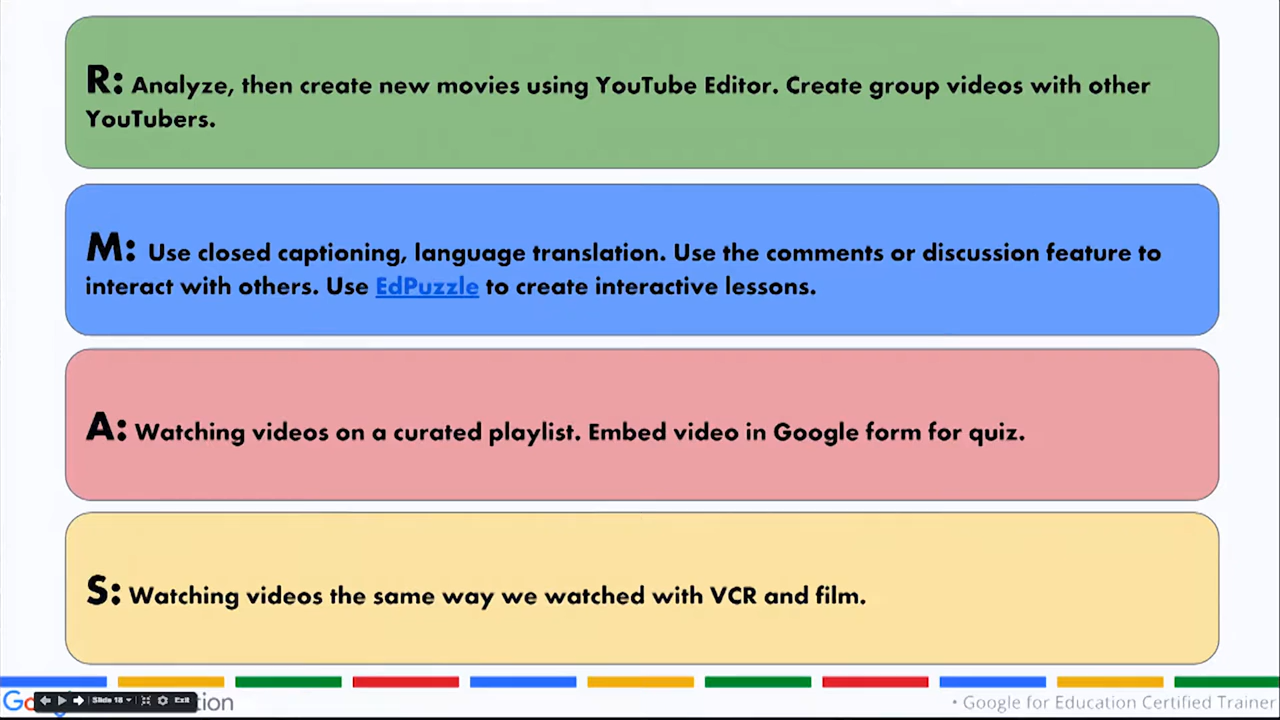 R: Analyze, then create new movies using YouTube Editor. Create group videos with other
YouTubers.
M: Use closed captioning, language translation. Use the comments or discussion feature to
interact with others. Use EdPuzzle to create interactive lessons.
A: Watching videos on a curated playlist. Embed video in Google form for quiz.
S: Watching videos the same way we watched with VCR and film.
Slide 18 Exit
• Google for Education Certified Trainer